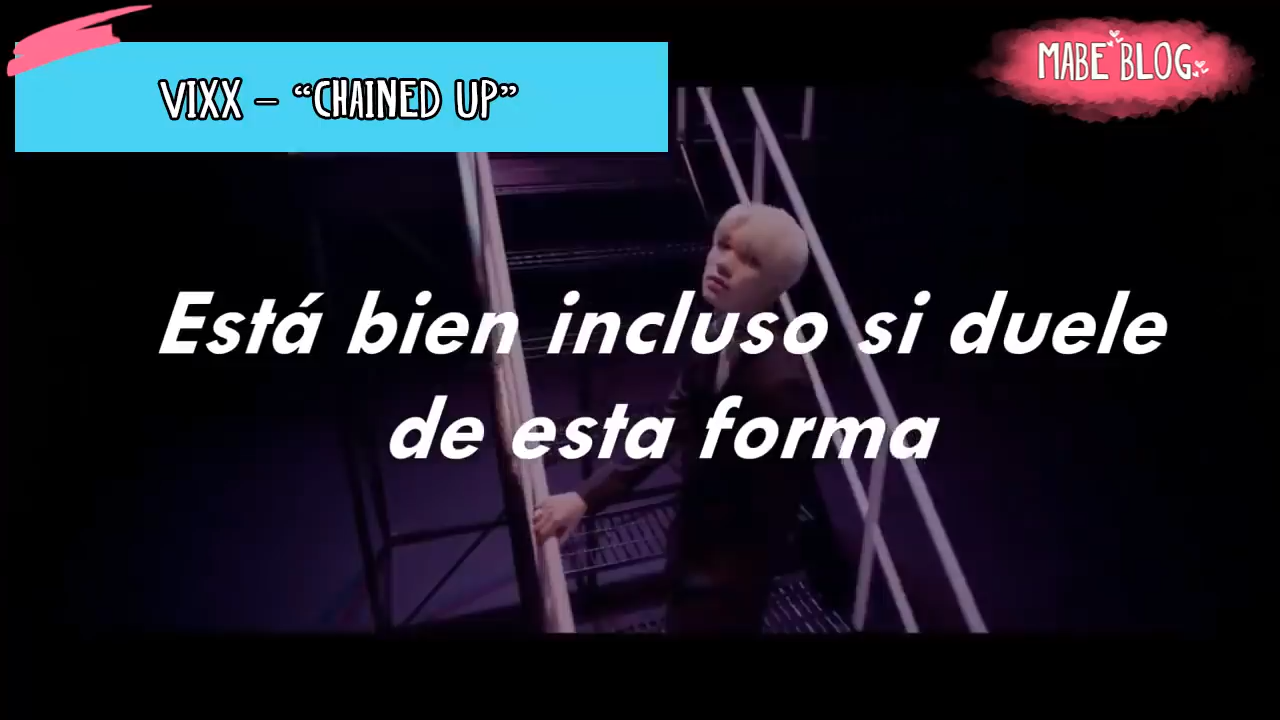 VIXX – “CHAINED UP”
MABE BLOG
Está bien incluso si duele
de esta forma